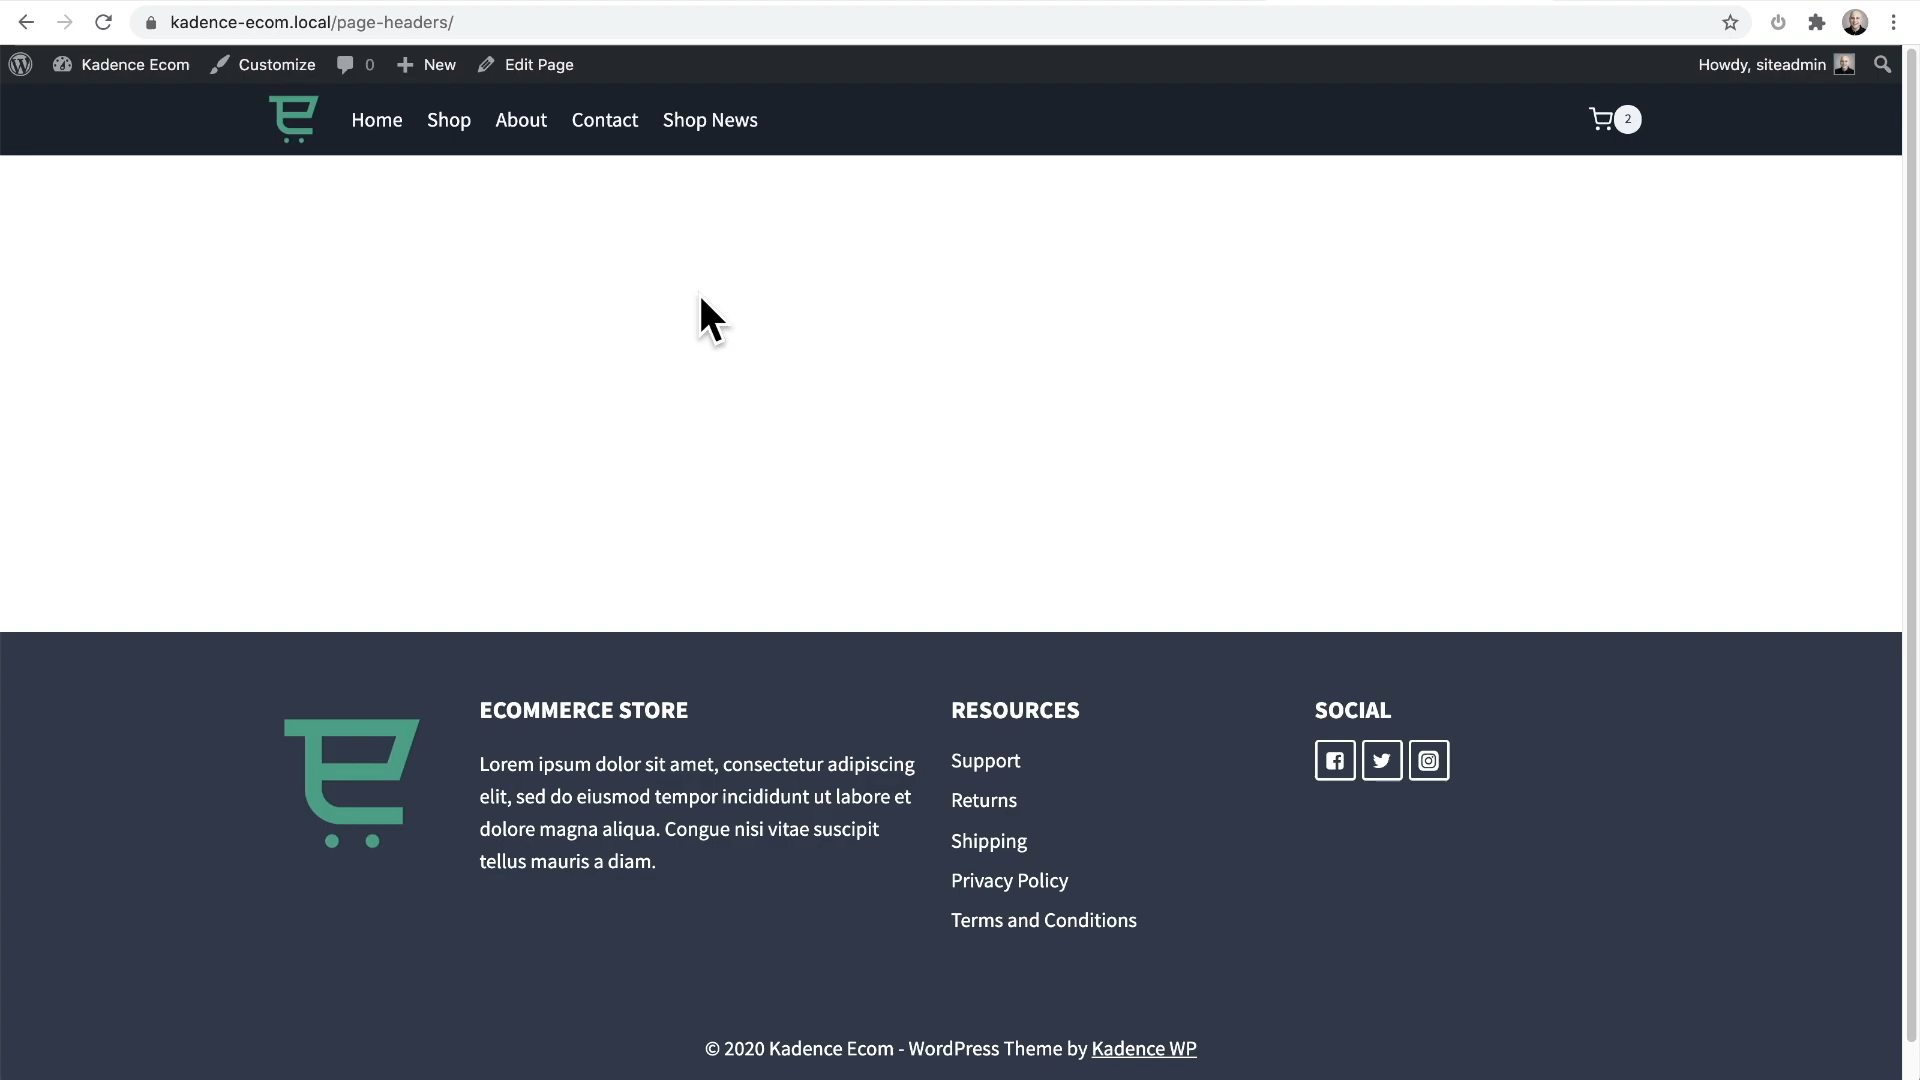 kadence-ecom.local/page-headers/
Kadence Ecom Customize 0 New Edit Page Howdy, siteadmin
Home Shop About Contact Shop News 2
ECOMMERCE STORE
Lorem ipsum dolor sit amet, consectetur adipiscing
elit, sed do eiusmod tempor incididunt ut labore et
dolore magna aliqua. Congue nisi vitae suscipit
tellus mauris a diam.
RESOURCES
Support
Returns
Shipping
Privacy Policy
Terms and Conditions
SOCIAL
© 2020 Kadence Ecom - WordPress Theme by Kadence WP